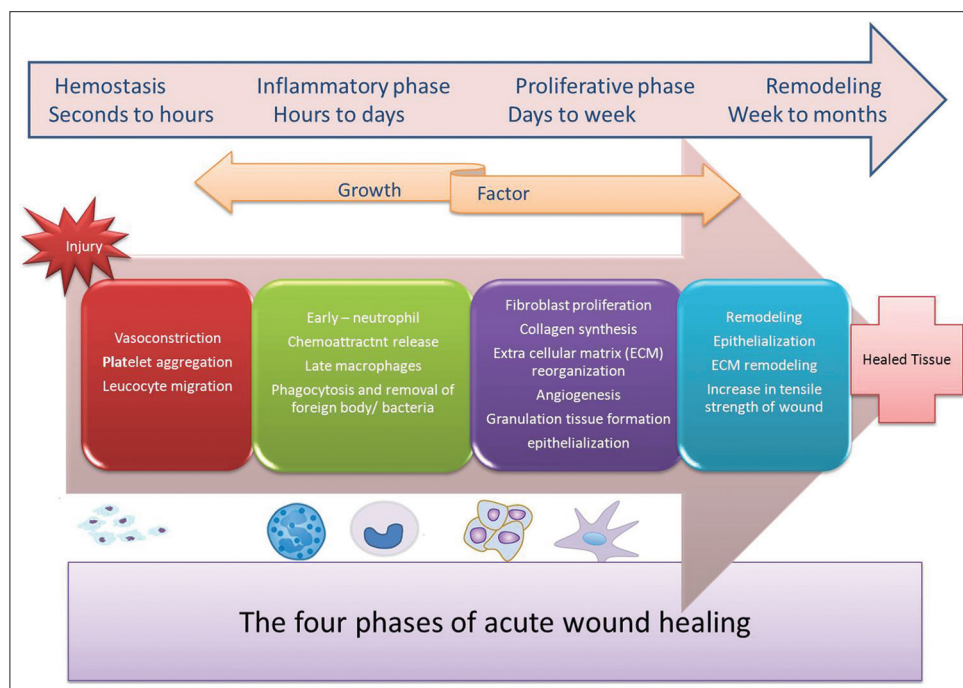 Hemostasis
Seconds to hours
Inflammatory phase
Hours to days
Proliferative phase
Days to week
Remodeling
Week to months
Growth
Factor
Injury
Vasoconstriction
Platelet aggregation
Leucocyte migration
Early – neutrophil
Chemoattractnt release
Late macrophages
Phagocytosis and removal of
foreign body/ bacteria
Fibroblast proliferation
Collagen synthesis
Extra cellular matrix (ECM)
reorganization
Angiogenesis
Granulation tissue formation
epithelialization
Remodeling
Epithelialization
ECM remodeling
Increase in tensile
strength of wound
Healed Tissue
The four phases of acute wound healing